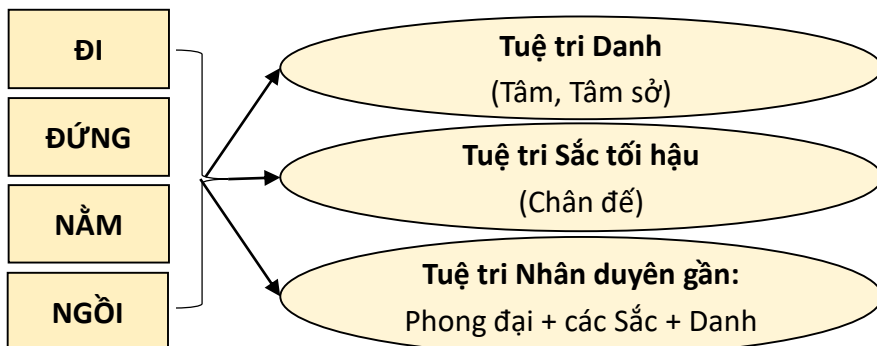 ĐI
ĐỨNG
NẰM
NGỒI
Tuệ tri Danh
(Tâm, Tâm sở)
Tuệ tri Sắc tối hậu
(Chân đế)
Tuệ tri Nhân duyên gần:
Phong đại + các Sắc + Danh